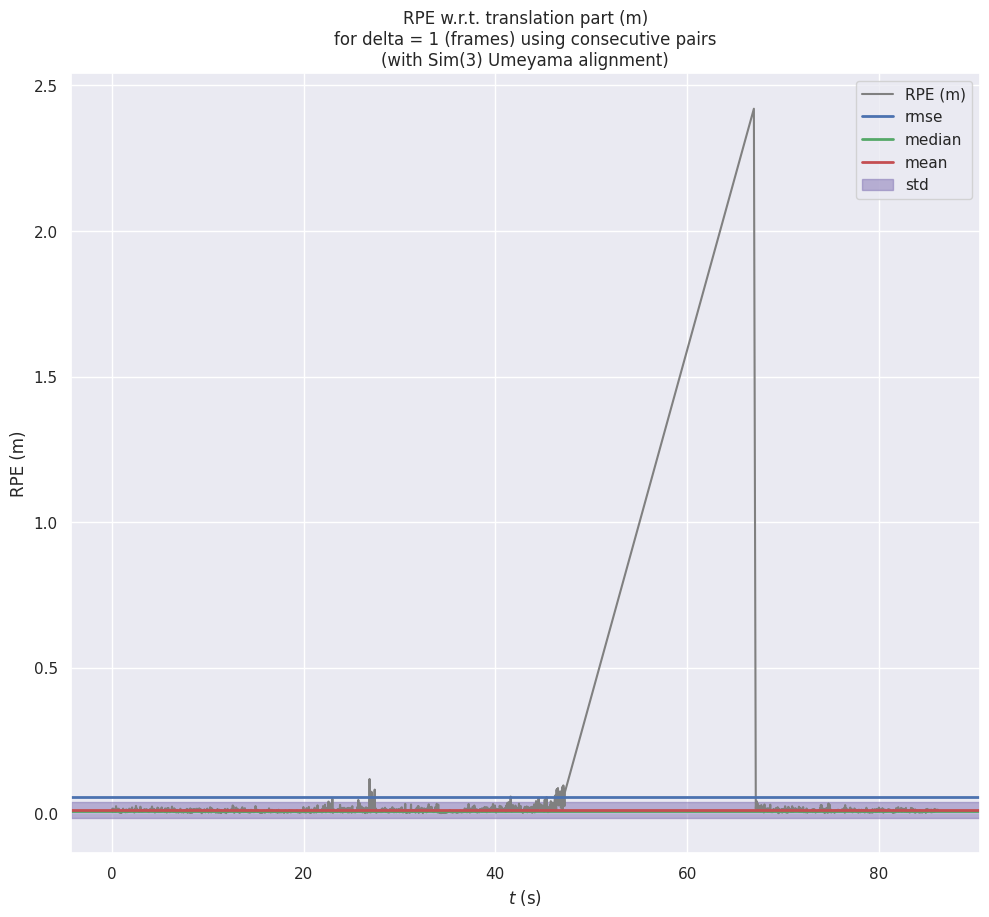 RPE w.r.t. translation part (m)
for delta = 1 (frames) using consecutive pairs
(with Sim(3) Umeyama alignment)
RPE (m)
rmse
median
mean
std
2.5
2.0
1.5
1.0
0.5
0.0
RPE (m)
0
20
40
60
80
t (s)